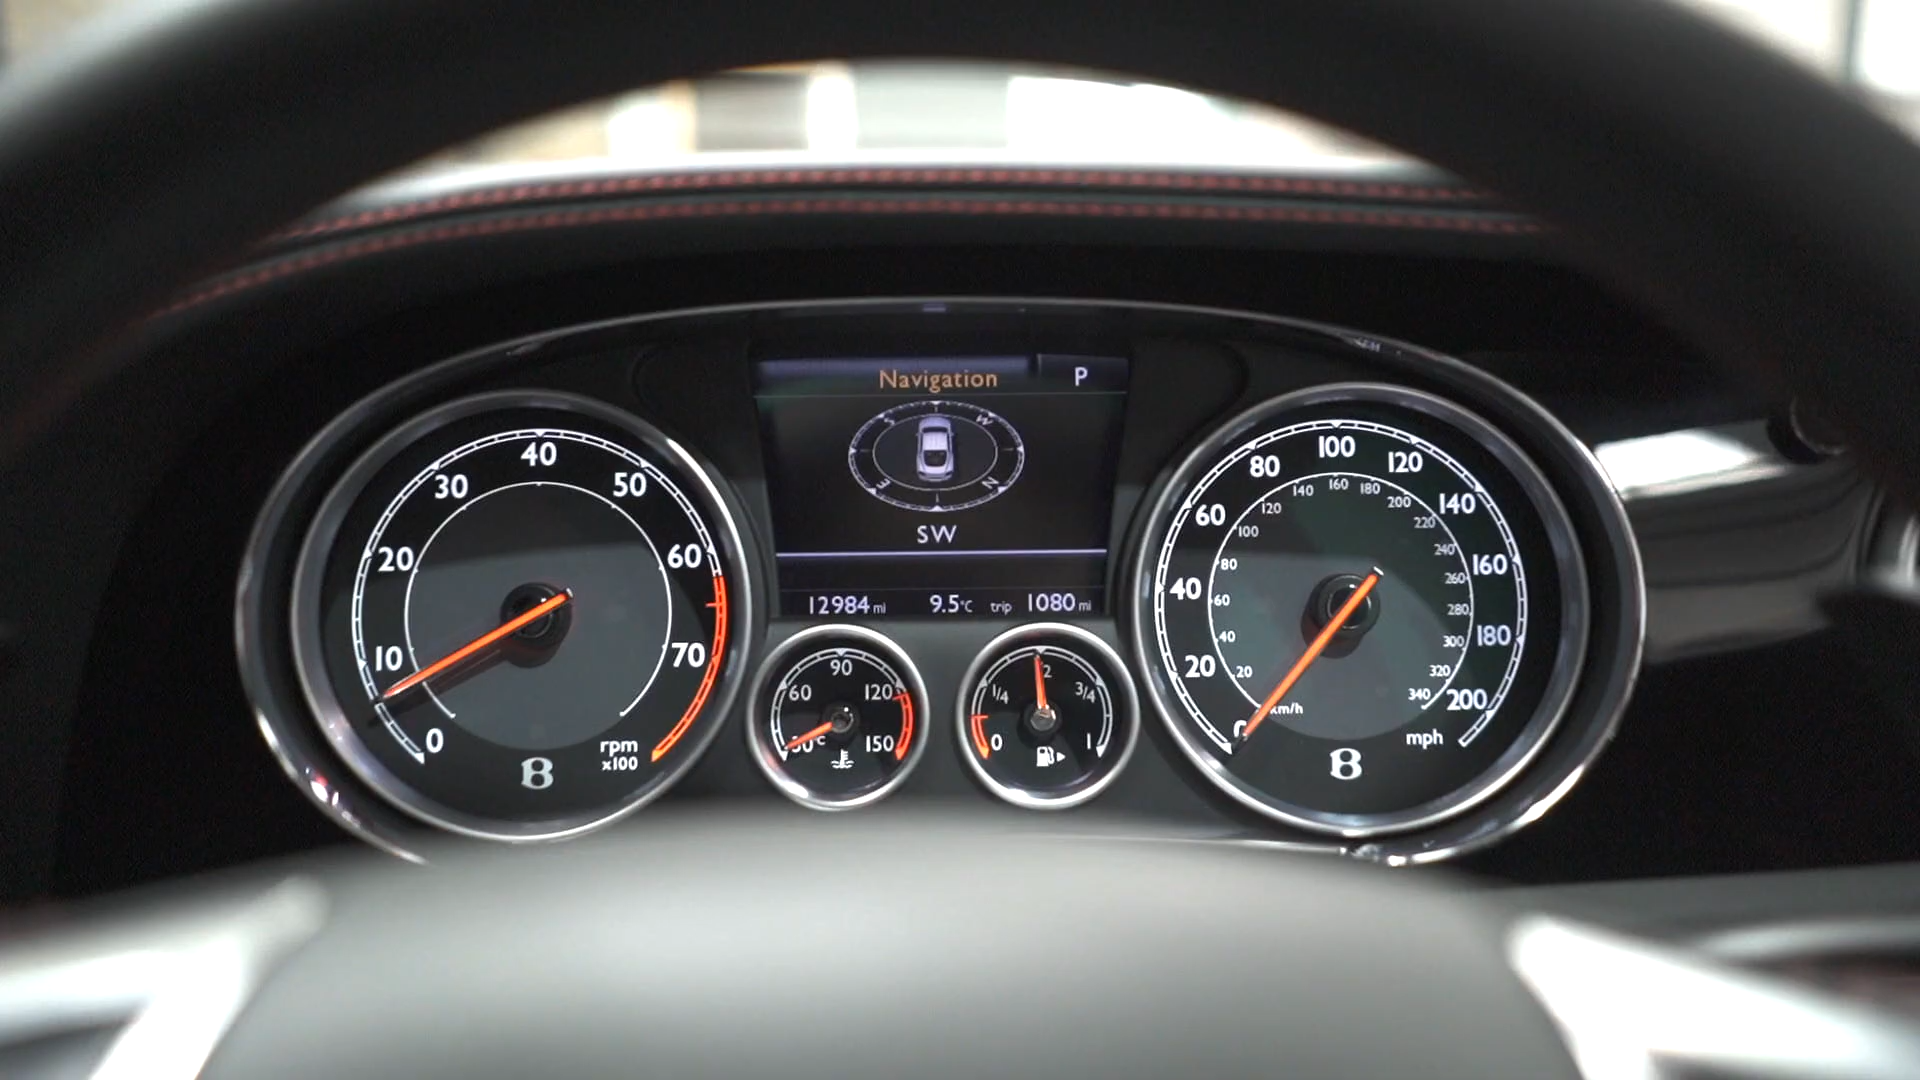 Navigation P
S W
E N
SW
12984 mi 9.5°C trip 1080 mi
0 10 20 30 40 50 60 70
rpm
x100
B
60 90 120 150
°C
0 1/4 3/4 1
0 20 40 60 80 100 120 140 160 180 200
20 40 60 80 100 120 140 160 180 200 220 240 260 280 300 320 340
km/h
mph
B